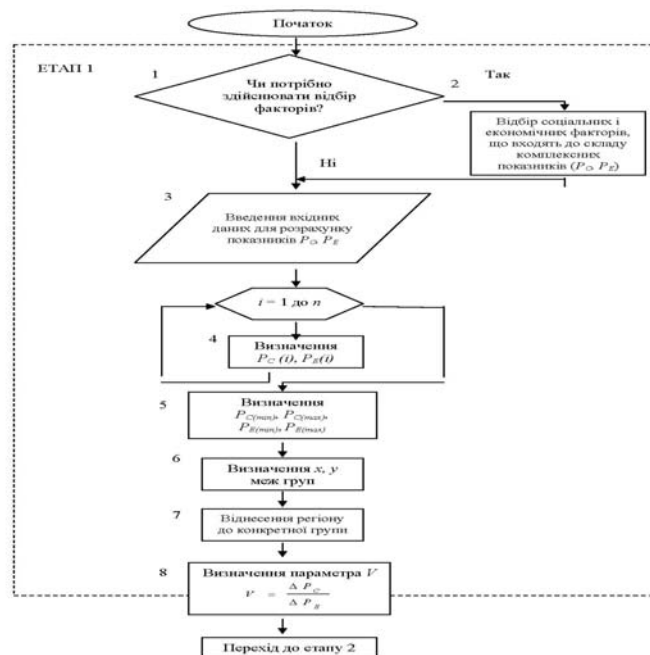 Початок
ЕТАП 1
1
Чи потрібно
здійснювати відбір
факторів?
2
Так
Відбір соціальних і
економічних факторів,
що входять до складу
комплексних
показників (P_C, P_E)
Ні
3
Введення вхідних
даних для розрахунку
показників P_C, P_E
i = 1 до n
4
Визначення
P_C (i), P_E(i)
5
Визначення
P_C(min), P_C(max),
P_E(min), P_E(max)
6
Визначення x, y
меж груп
7
Віднесення регіону
до конкретної групи
8
Визначення параметра V
V = Δ P_C / Δ P_E
Перехід до етапу 2